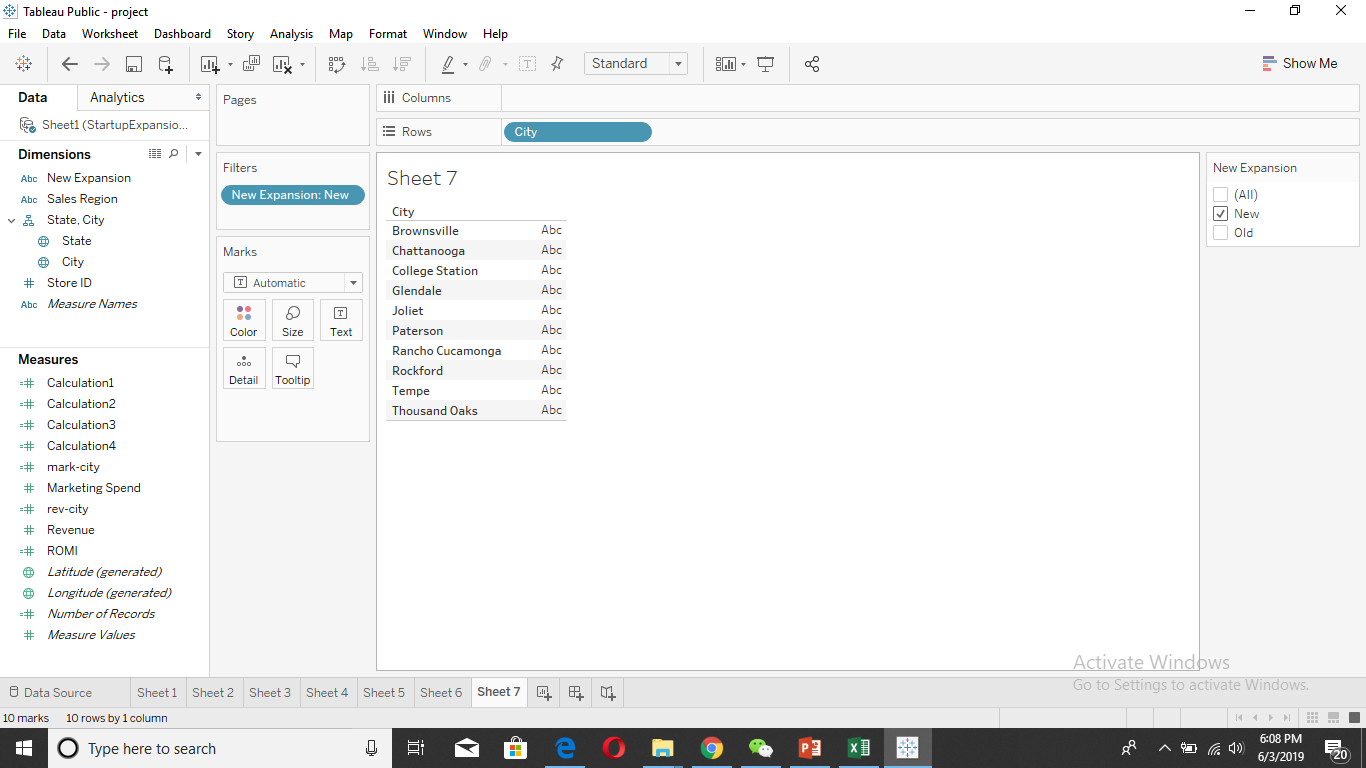 Tableau Public - project
File Data Worksheet Dashboard Story Analysis Map Format Window Help
Standard
Show Me
Data Analytics
Sheet1 (StartupExpansio...
Dimensions
Abc New Expansion
Abc Sales Region
State, City
State
City
# Store ID
Abc Measure Names
Measures
=# Calculation1
=# Calculation2
=# Calculation3
=# Calculation4
=# mark-city
# Marketing Spend
=# rev-city
# Revenue
=# ROMI
Latitude (generated)
Longitude (generated)
=# Number of Records
# Measure Values
Pages
Filters
New Expansion: New
Marks
T Automatic
Color Size T Text
Detail Tooltip
Columns
Rows City
Sheet 7
City
Brownsville Abc
Chattanooga Abc
College Station Abc
Glendale Abc
Joliet Abc
Paterson Abc
Rancho Cucamonga Abc
Rockford Abc
Tempe Abc
Thousand Oaks Abc
New Expansion
(All)
New
Old
Activate Windows
Go to Settings to activate Windows.
Data Source Sheet 1 Sheet 2 Sheet 3 Sheet 4 Sheet 5 Sheet 6 Sheet 7
10 marks 10 rows by 1 column
Type here to search
6:08 PM
6/3/2019
20